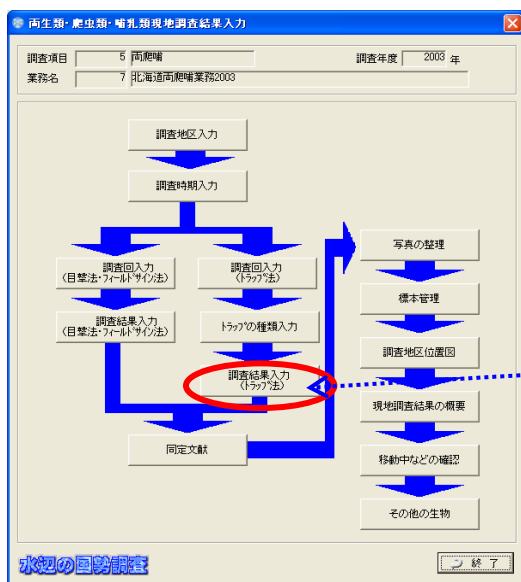 両生類・爬虫類・哺乳類現地調査結果入力
調査項目 5 両爬哺 調査年度 2003 年
業務名 7 北海道両爬哺業務2003
調査地区入力
調査時期入力
調査回入力
(目撃法・フィールドサイン法)
調査回入力
(トラップ法)
調査結果入力
(目撃法・フィールドサイン法)
トラップの種類入力
調査結果入力
(トラップ法)
同定文献
写真の整理
標本管理
調査地区位置図
現地調査結果の概要
移動中などの確認
その他の生物
水辺の国勢調査
終 了